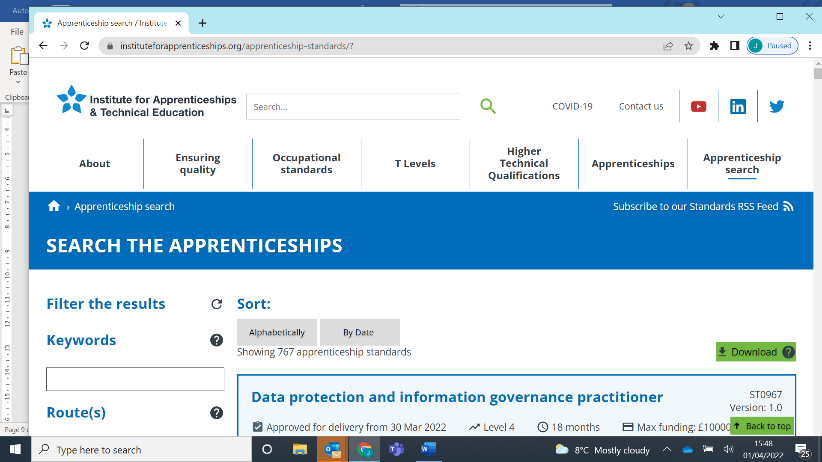 Auto
Apprenticeship search / Institute
File
instituteforapprenticeships.org/apprenticeship-standards/?
J Paused
Paste
Clipboar
Institute for Apprenticeships
& Technical Education
Search...
COVID-19
Contact us
About
Ensuring
quality
Occupational
standards
T Levels
Higher
Technical
Qualifications
Apprenticeships
Apprenticeship
search
› Apprenticeship search
Subscribe to our Standards RSS Feed
SEARCH THE APPRENTICESHIPS
Filter the results
Sort:
Alphabetically
By Date
Keywords
Showing 767 apprenticeship standards
Download
Data protection and information governance practitioner
ST0967
Version: 1.0
Route(s)
Approved for delivery from 30 Mar 2022
Level 4
18 months
Max funding: £10000
Back to top
Page 9
Type here to search
8°C Mostly cloudy
15:48
01/04/2022
25